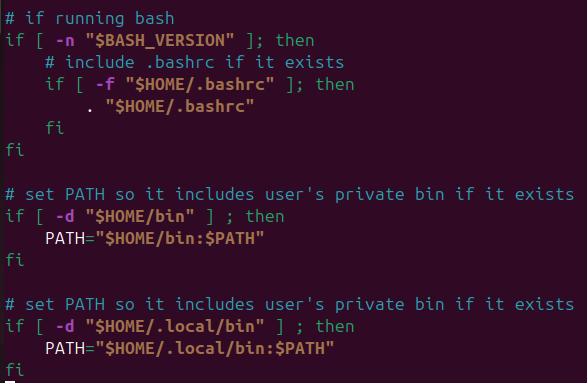 # if running bash
if [ -n "$BASH_VERSION" ]; then
    # include .bashrc if it exists
    if [ -f "$HOME/.bashrc" ]; then
        . "$HOME/.bashrc"
    fi
fi

# set PATH so it includes user's private bin if it exists
if [ -d "$HOME/bin" ] ; then
    PATH="$HOME/bin:$PATH"
fi

# set PATH so it includes user's private bin if it exists
if [ -d "$HOME/.local/bin" ] ; then
    PATH="$HOME/.local/bin:$PATH"
fi